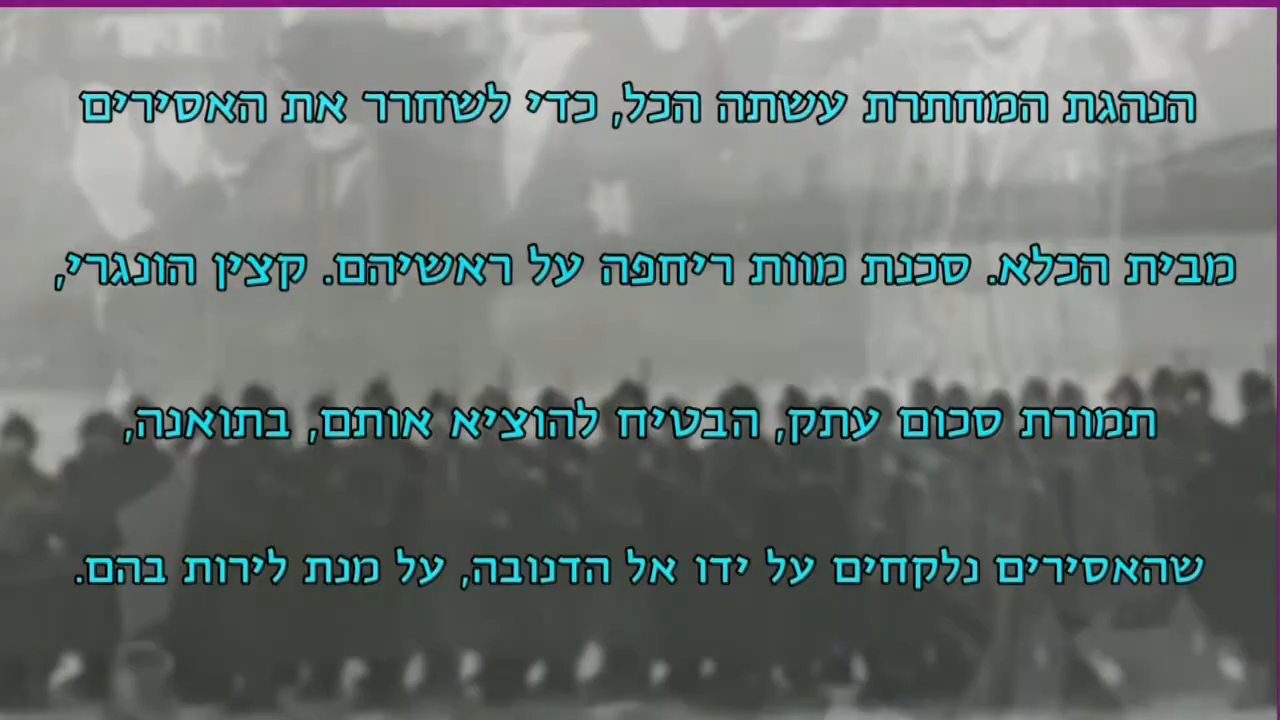 הנהגת המחתרת עשתה הכל, כדי לשחרר את האסירים
מבית הכלא. סכנת מוות ריחפה על ראשיהם. קצין הונגרי,
תמורת סכום עתק, הבטיח להוציא אותם, בתואנה,
שהאסירים נלקחים על ידו אל הדנובה, על מנת לירות בהם.